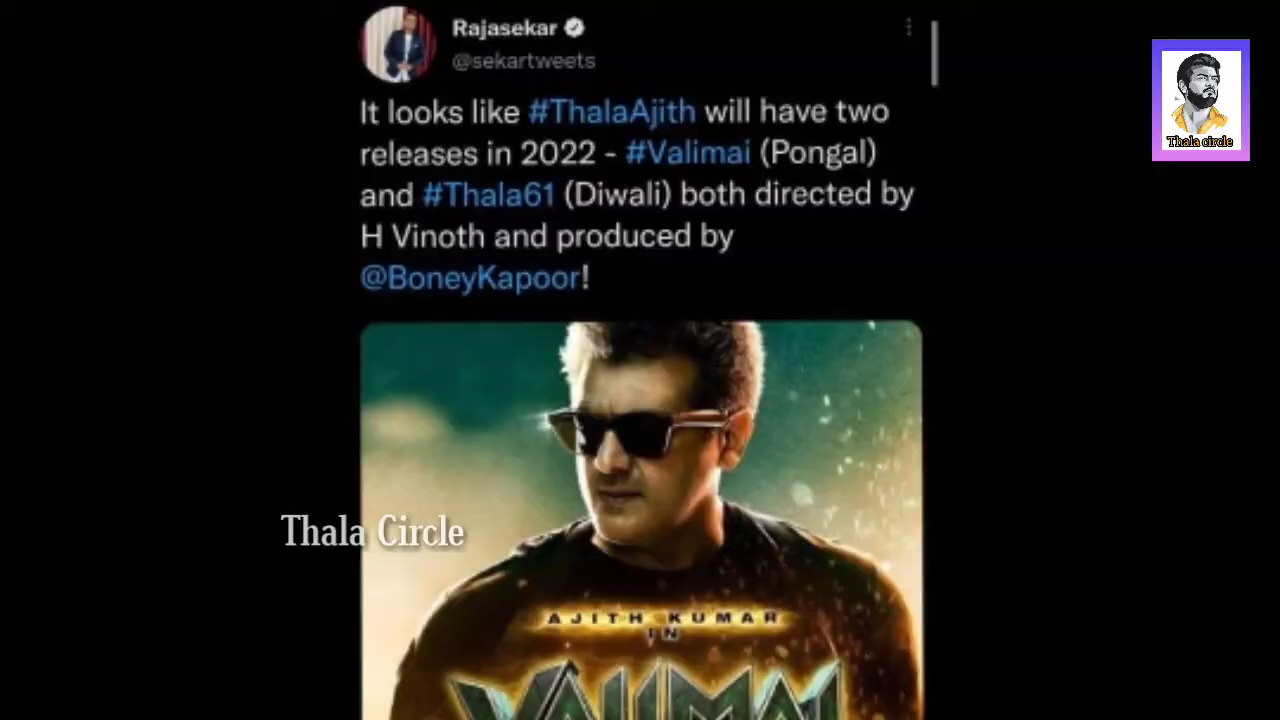 Rajasekar
@sekartweets
It looks like #ThalaAjith will have two
releases in 2022 - #Valimai (Pongal)
and #Thala61 (Diwali) both directed by
H Vinoth and produced by
@BoneyKapoor!
Thala circle
Thala Circle
AJITH KUMAR
IN
VALIMAI